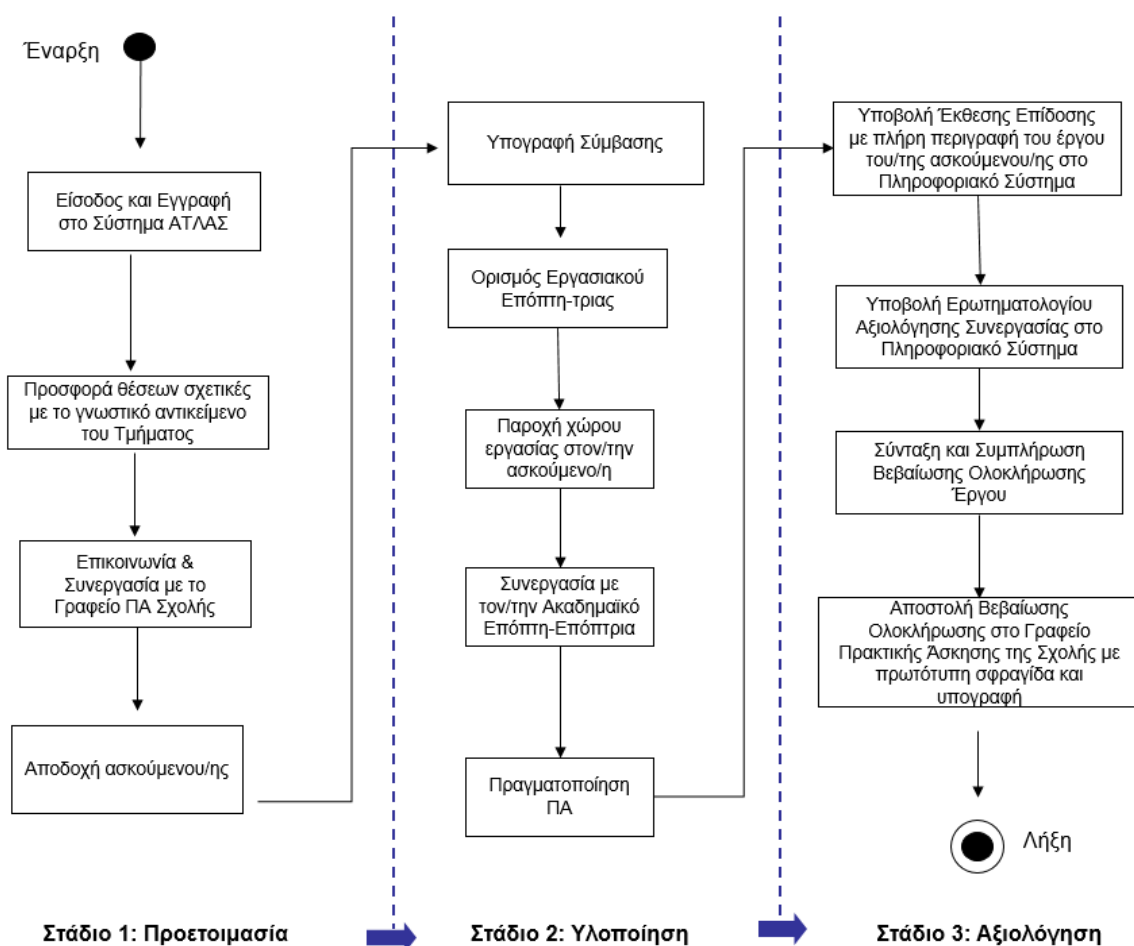 Έναρξη
Είσοδος και Εγγραφή
στο Σύστημα ΑΤΛΑΣ
Προσφορά θέσεων σχετικές
με το γνωστικό αντικείμενο
του Τμήματος
Επικοινωνία &
Συνεργασία με το
Γραφείο ΠΑ Σχολής
Αποδοχή ασκούμενου/ης
Στάδιο 1: Προετοιμασία
Υπογραφή Σύμβασης
Ορισμός Εργασιακού
Επόπτη-τριας
Παροχή χώρου
εργασίας στον/την
ασκούμενο/η
Συνεργασία με
τον/την Ακαδημαϊκό
Επόπτη-Επόπτρια
Πραγματοποίηση
ΠΑ
Στάδιο 2: Υλοποίηση
Υποβολή Έκθεσης Επίδοσης
με πλήρη περιγραφή του έργου
του/της ασκούμενου/ης στο
Πληροφοριακό Σύστημα
Υποβολή Ερωτηματολογίου
Αξιολόγησης Συνεργασίας στο
Πληροφοριακό Σύστημα
Σύνταξη και Συμπλήρωση
Βεβαίωσης Ολοκλήρωσης
Έργου
Αποστολή Βεβαίωσης
Ολοκλήρωσης στο Γραφείο
Πρακτικής Άσκησης της Σχολής με
πρωτότυπη σφραγίδα και
υπογραφή
Λήξη
Στάδιο 3: Αξιολόγηση